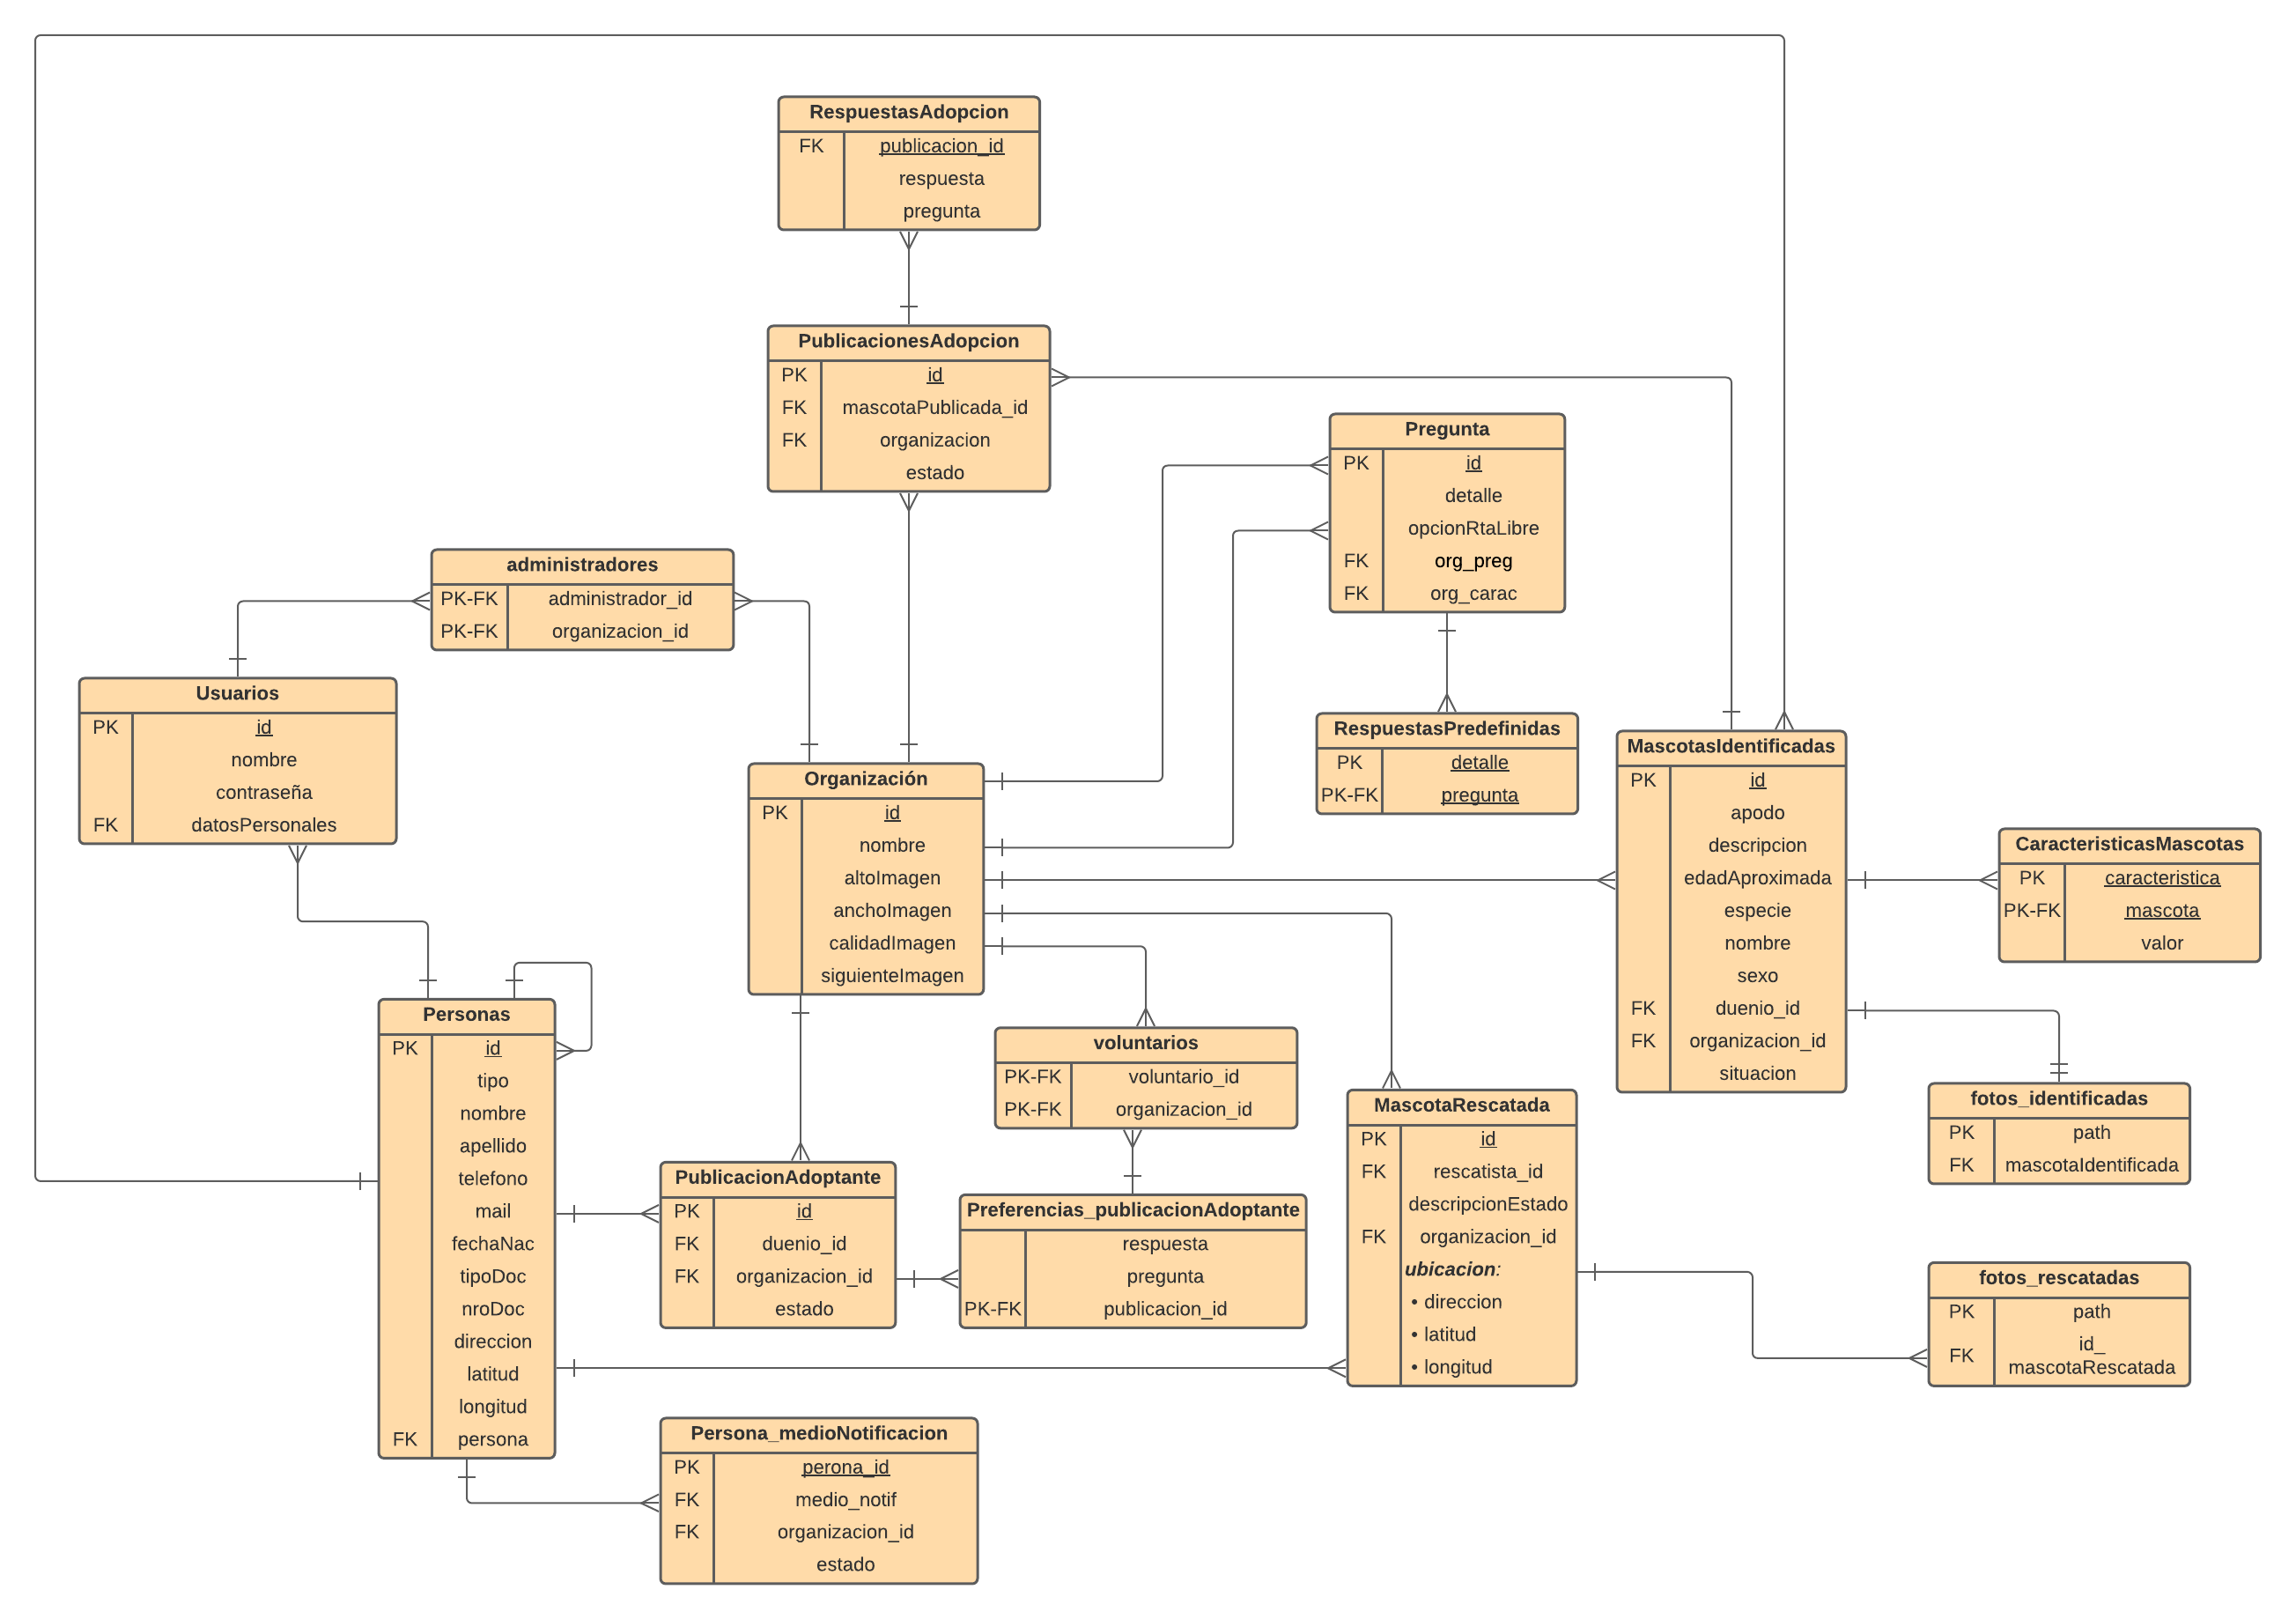 RespuestasAdopcion
FK publicacion_id
respuesta
pregunta
PublicacionesAdopcion
PK id
FK mascotaPublicada_id
FK organizacion
estado
Pregunta
PK id
detalle
opcionRtaLibre
FK org_preg
FK org_carac
administradores
PK-FK administrador_id
PK-FK organizacion_id
Usuarios
PK id
nombre
contraseña
FK datosPersonales
RespuestasPredefinidas
PK detalle
PK-FK pregunta
MascotasIdentificadas
PK id
apodo
descripcion
edadAproximada
especie
nombre
sexo
FK duenio_id
FK organizacion_id
situacion
Organización
PK id
nombre
altoImagen
anchoImagen
calidadImagen
siguienteImagen
CaracteristicasMascotas
PK caracteristica
PK-FK mascota
valor
Personas
PK id
tipo
nombre
apellido
telefono
mail
fechaNac
tipoDoc
nroDoc
direccion
latitud
longitud
FK persona
voluntarios
PK-FK voluntario_id
PK-FK organizacion_id
MascotaRescatada
PK id
FK rescatista_id
descripcionEstado
FK organizacion_id
ubicacion:
• direccion
• latitud
• longitud
fotos_identificadas
PK path
FK mascotaIdentificada
PublicacionAdoptante
PK id
FK duenio_id
FK organizacion_id
estado
Preferencias_publicacionAdoptante
respuesta
pregunta
PK-FK publicacion_id
fotos_rescatadas
PK path
FK id_
mascotaRescatada
Persona_medioNotificacion
PK perona_id
FK medio_notif
FK organizacion_id
estado